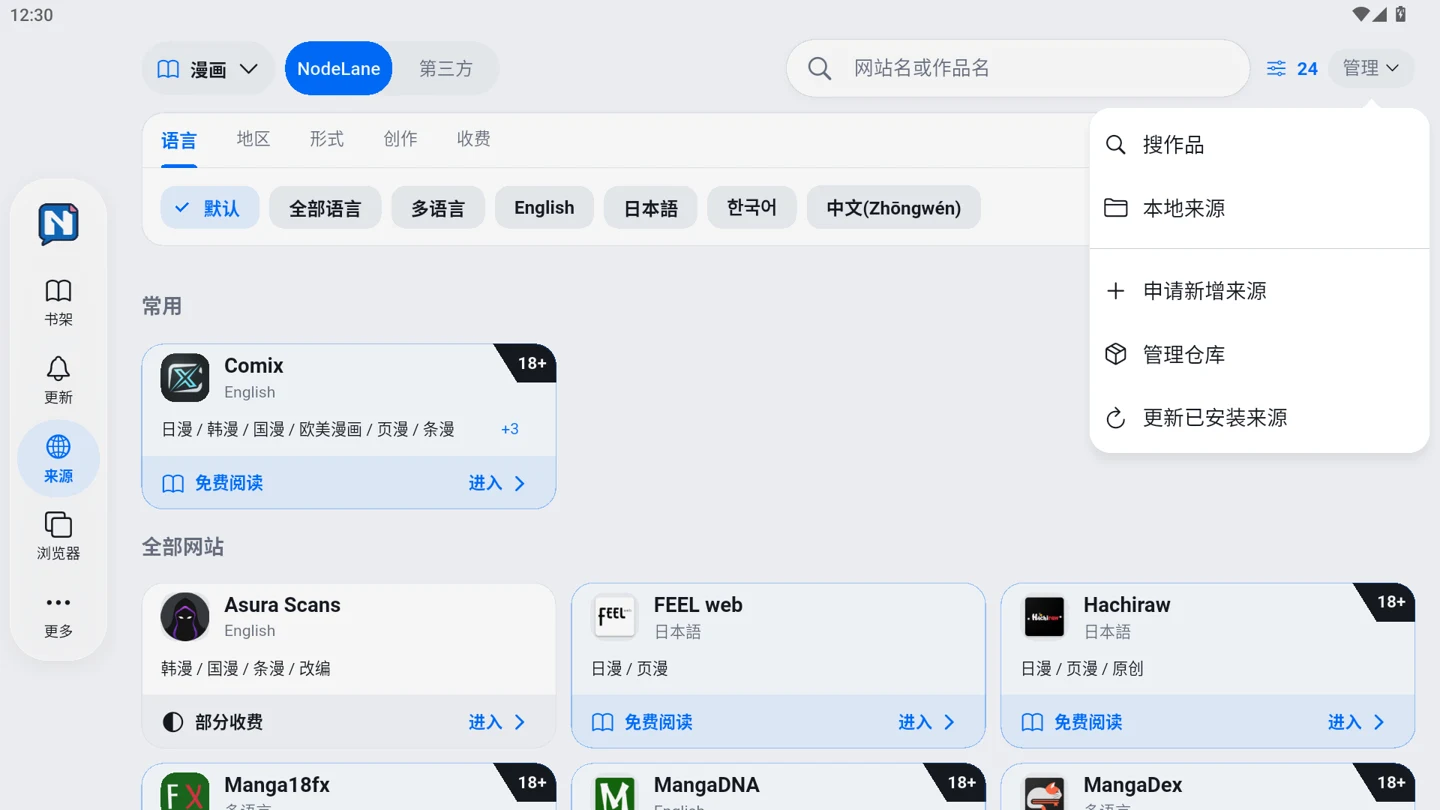 12:30
漫画
NodeLane
第三方
网站名或作品名
24
管理
语言
地区
形式
创作
收费
默认
全部语言
多语言
English
日本語
한국어
中文(Zhōngwén)
搜作品
本地来源
申请新增来源
管理仓库
更新已安装来源
书架
更新
来源
浏览器
更多
常用
Comix
18+
English
日漫 / 韩漫 / 国漫 / 欧美漫画 / 页漫 / 条漫
+3
免费阅读
进入
全部网站
Asura Scans
English
韩漫 / 国漫 / 条漫 / 改编
部分收费
进入
FEEL web
日本語
日漫 / 页漫
免费阅读
进入
Hachiraw
18+
日本語
日漫 / 页漫 / 原创
免费阅读
进入
Manga18fx
18+
多语言
MangaDNA
18+
English
MangaDex
18+
多语言